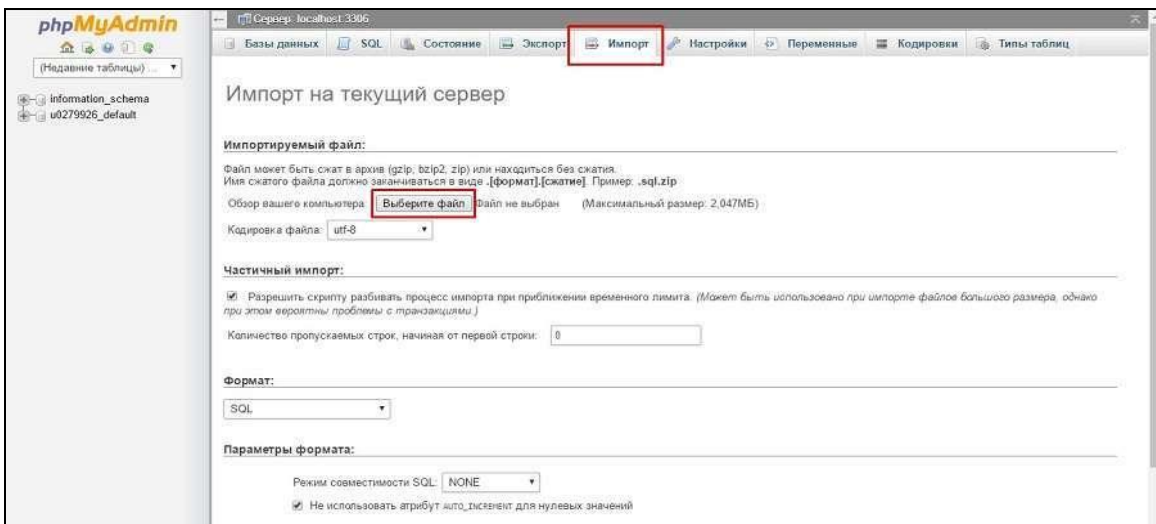 phpMyAdmin
(Недавние таблицы) ...
information_schema
u0279926_default
Сервер: localhost:3306
Базы данных SQL Состояние Экспорт Импорт Настройки Переменные Кодировки Типы таблиц
Импорт на текущий сервер
Импортируемый файл:
Файл может быть сжат в архив (gzip, bzip2, zip) или находиться без сжатия.
Имя сжатого файла должно заканчиваться в виде .[формат].[сжатие]. Пример: .sql.zip
Обзор вашего компьютера: Выберите файл Файл не выбран (Максимальный размер: 2,047МБ)
Кодировка файла: utf-8
Частичный импорт:
Разрешить скрипту разбивать процесс импорта при приближении временного лимита. (Может быть использовано при импорте файлов большого размера, однако
при этом вероятны проблемы с транзакциями.)
Количество пропускаемых строк, начиная от первой строки: 0
Формат:
SQL
Параметры формата:
Режим совместимости SQL: NONE
Не использовать атрибут AUTO_INCREMENT для нулевых значений